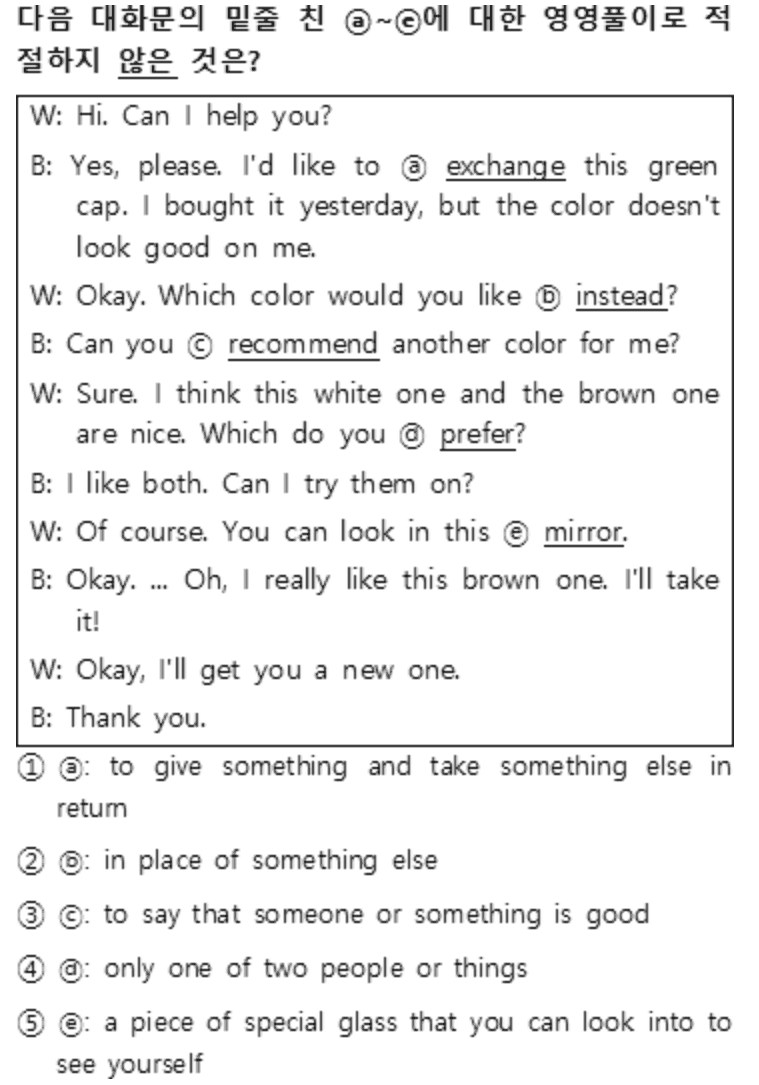 다음 대화문의 밑줄 친 ⓐ~ⓔ에 대한 영영풀이로 적
절하지 않은 것은?
W: Hi. Can I help you?
B: Yes, please. I'd like to ⓐ exchange this green
cap. I bought it yesterday, but the color doesn't
look good on me.
W: Okay. Which color would you like ⓑ instead?
B: Can you ⓒ recommend another color for me?
W: Sure. I think this white one and the brown one
are nice. Which do you ⓓ prefer?
B: I like both. Can I try them on?
W: Of course. You can look in this ⓔ mirror.
B: Okay. ... Oh, I really like this brown one. I'll take
it!
W: Okay, I'll get you a new one.
B: Thank you.
① ⓐ: to give something and take something else in
return
② ⓑ: in place of something else
③ ⓒ: to say that someone or something is good
④ ⓓ: only one of two people or things
⑤ ⓔ: a piece of special glass that you can look into to
see yourself